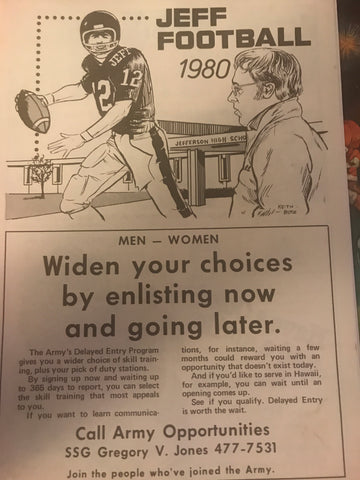 JEFF
FOOTBALL
1980
JEFF
12
12
JEFFERSON HIGH SCHO
KEITH
MEN — WOMEN
Widen your choices
by enlisting now
and going later.
The Army's Delayed Entry Program
gives you a wider choice of skill train-
ing, plus your pick of duty stations.
By signing up now and waiting up
to 365 days to report, you can select
the skill training that most appeals
to you.
If you want to learn communica-
tions, for instance, waiting a few
months could reward you with an
opportunity that doesn't exist today.
And if you'd like to serve in Hawaii,
for example, you can wait until an
opening comes up.
See if you qualify. Delayed Entry
is worth the wait.
Call Army Opportunities
SSG Gregory V. Jones 477-7531
Join the people who've joined the Army.